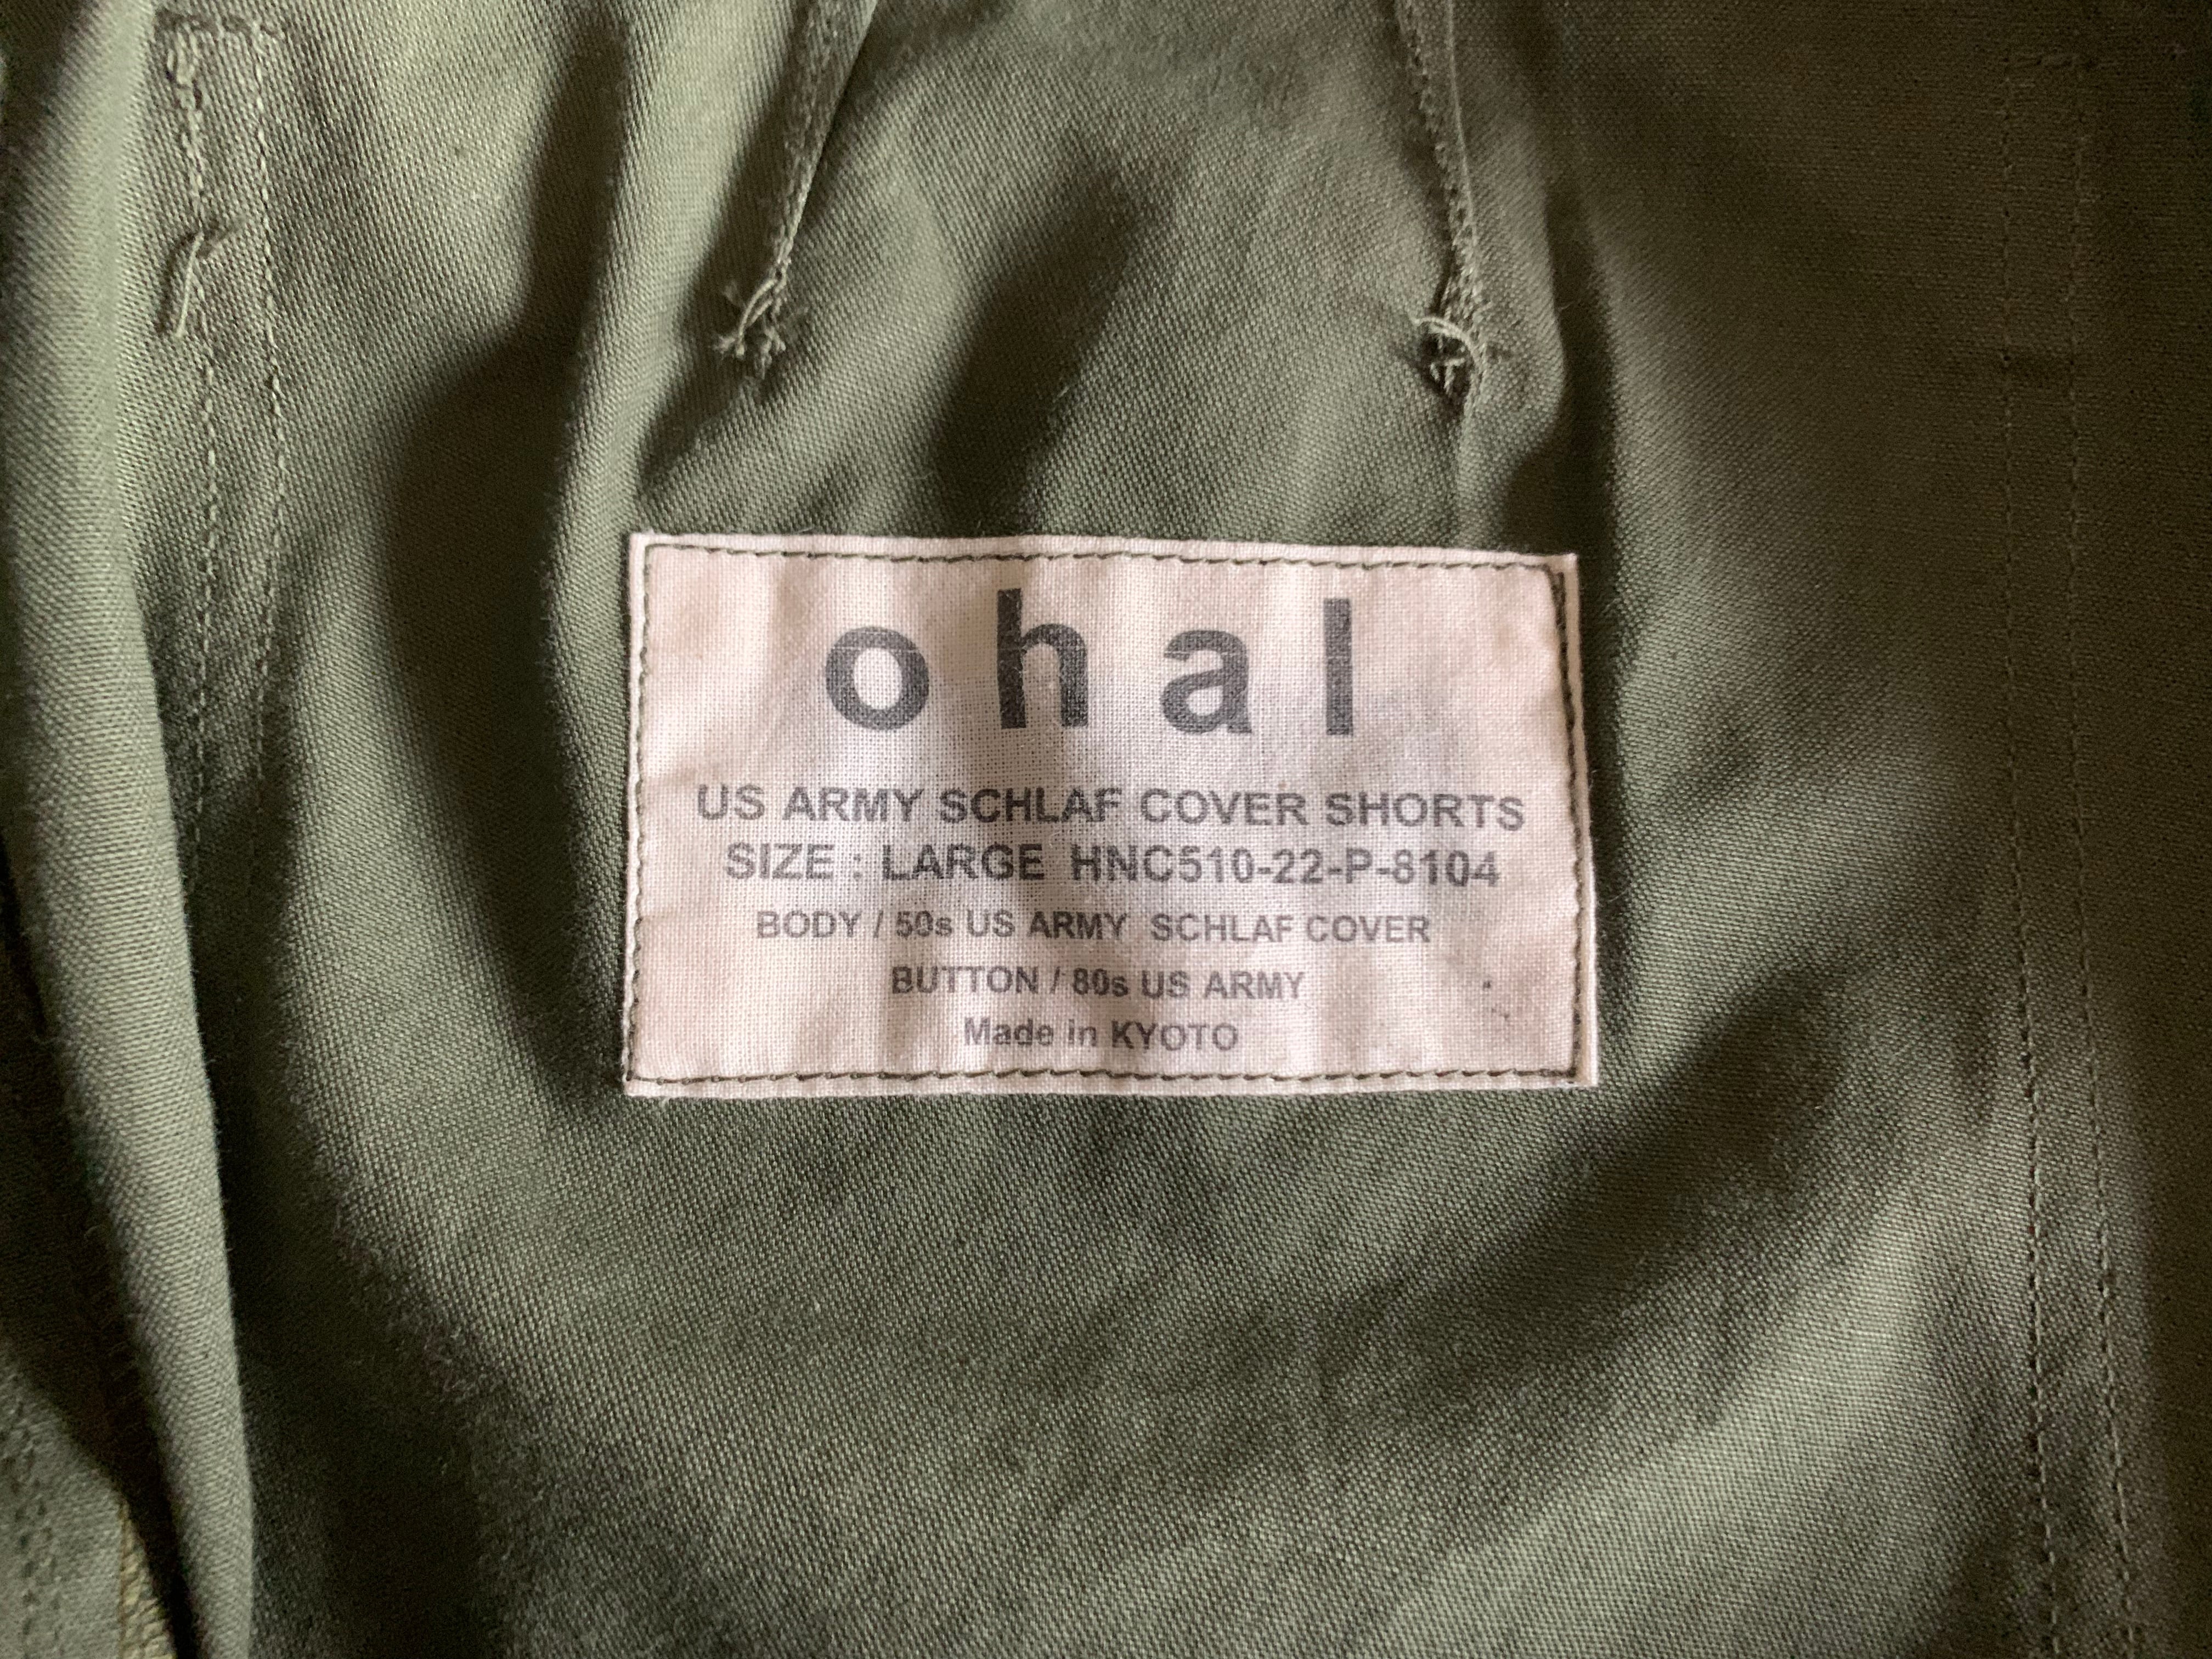 ohal
US ARMY SCHLAF COVER SHORTS
SIZE : LARGE HNC510-22-P-8104
BODY / 50s US ARMY SCHLAF COVER
BUTTON / 80s US ARMY
Made in KYOTO